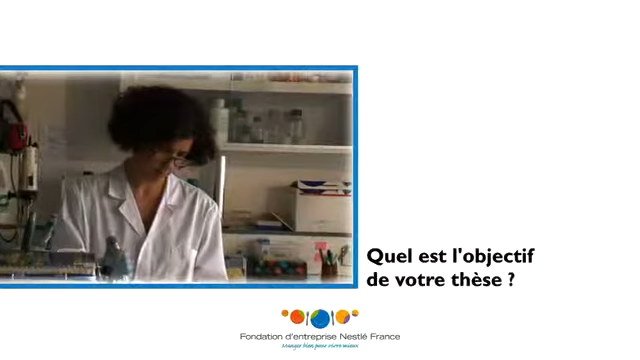 Quel est l'objectif
de votre thèse ?
Fondation d'entreprise Nestlé France
Manger bien pour vivre mieux